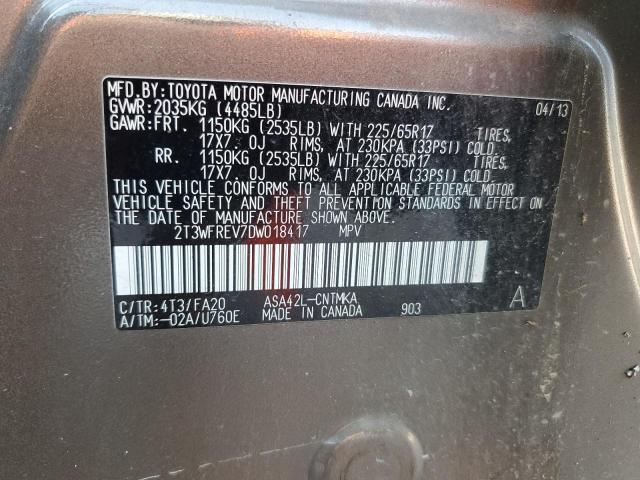 MFD.BY:TOYOTA MOTOR MANUFACTURING CANADA INC.
GVWR:2035KG (4485LB) 04/13
GAWR:FRT. 1150KG (2535LB) WITH 225/65R17 TIRES,
17X7. 0J RIMS, AT 230KPA (33PSI) COLD.
RR. 1150KG (2535LB) WITH 225/65R17 TIRES,
17X7. 0J RIMS, AT 230KPA (33PSI) COLD.
THIS VEHICLE CONFORMS TO ALL APPLICABLE FEDERAL MOTOR
VEHICLE SAFETY AND THEFT PREVENTION STANDARDS IN EFFECT ON
THE DATE OF MANUFACTURE SHOWN ABOVE.
2T3WFREV7DW018417 MPV
C/TR:4T3/FA20 ASA42L-CNTMKA A
A/TM:-02A/U760E MADE IN CANADA 903